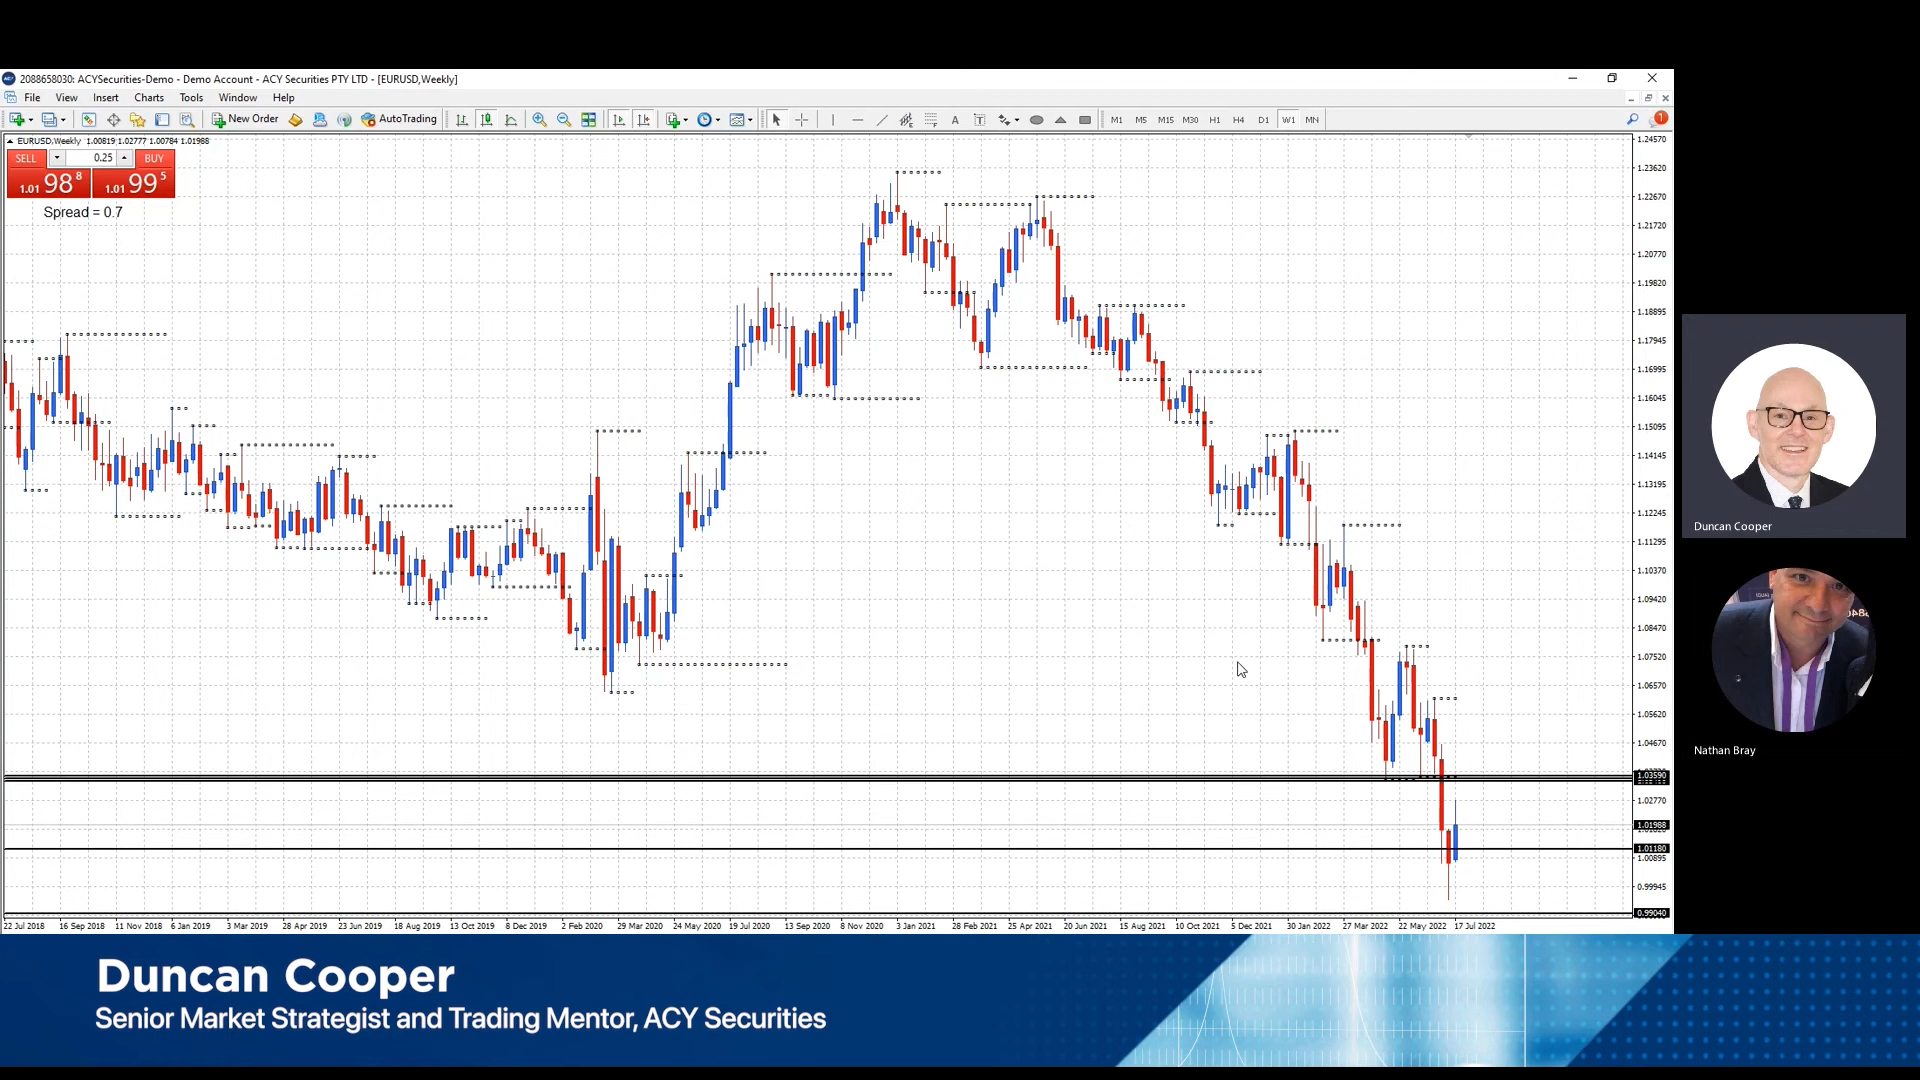 2088658030: ACYSecurities-Demo - Demo Account - ACY Securities PTY LTD - [EURUSD,Weekly]
File View Insert Charts Tools Window Help
New Order AutoTrading A T M1 M5 M15 M30 H1 H4 D1 W1 MN 1
EURUSD,Weekly 1.00819 1.02777 1.00784 1.01988
SELL 0.25 BUY
1.01 98 8 1.01 99 5
Spread = 0.7
1.24570
1.23620
1.22670
1.21720
1.20770
1.19820
1.18895
1.17945
1.16995
1.16045
1.15095
1.14145
1.13195
1.12245
1.11295
1.10370
1.09420
1.08470
1.07520
1.06570
1.05620
1.04670
1.03590
1.02770
1.01988
1.01180
1.00895
0.99945
0.99040
22 Jul 2018 16 Sep 2018 11 Nov 2018 6 Jan 2019 3 Mar 2019 28 Apr 2019 23 Jun 2019 18 Aug 2019 13 Oct 2019 8 Dec 2019 2 Feb 2020 29 Mar 2020 24 May 2020 19 Jul 2020 13 Sep 2020 8 Nov 2020 3 Jan 2021 28 Feb 2021 25 Apr 2021 20 Jun 2021 15 Aug 2021 10 Oct 2021 5 Dec 2021 30 Jan 2022 27 Mar 2022 22 May 2022 17 Jul 2022
Duncan Cooper
Nathan Bray
Duncan Cooper
Senior Market Strategist and Trading Mentor, ACY Securities